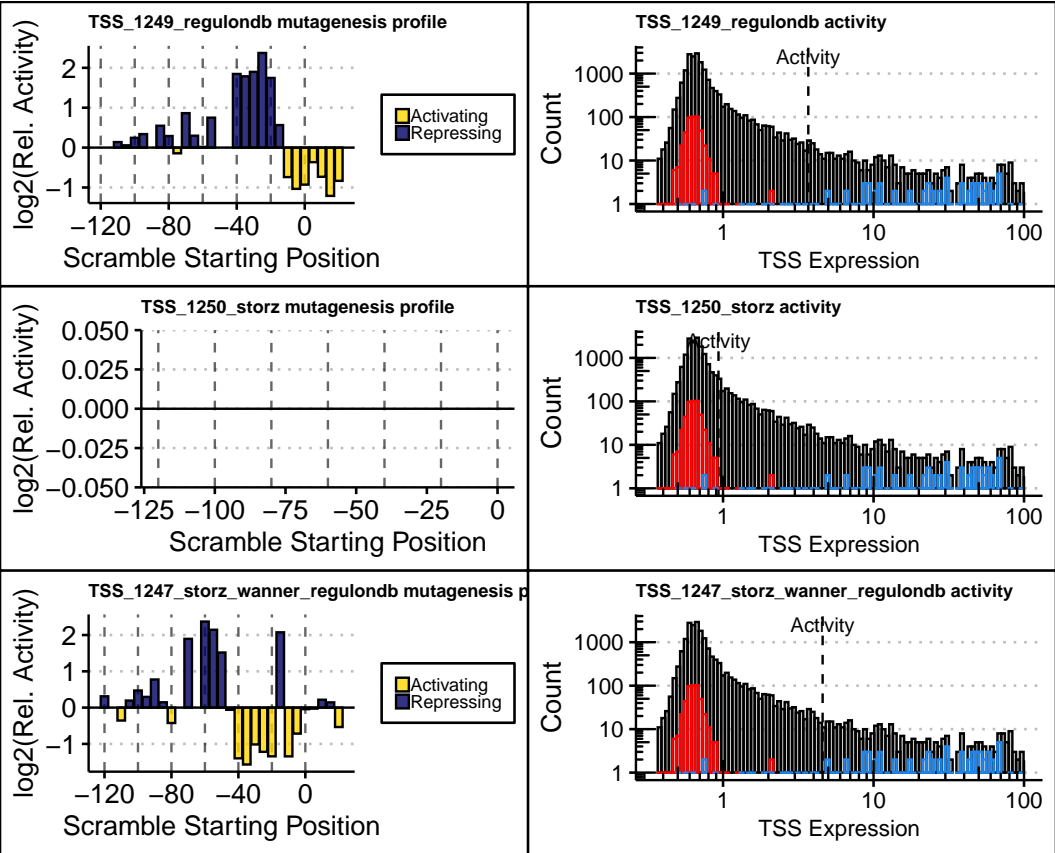 TSS_1249_regulondb mutagenesis profile
log2(Rel. Activity)
2
1
0
−1
−120 −80 −40 0
Scramble Starting Position
Activating
Repressing
TSS_1249_regulondb activity
Activity
Count
1000
100
10
1
1 10 100
TSS Expression
TSS_1250_storz mutagenesis profile
log2(Rel. Activity)
0.050
0.025
0.000
−0.025
−0.050
−125 −100 −75 −50 −25 0
Scramble Starting Position
TSS_1250_storz activity
Activity
Count
1000
100
10
1
1 10 100
TSS Expression
TSS_1247_storz_wanner_regulondb mutagenesis p
log2(Rel. Activity)
2
1
0
−1
−120 −80 −40 0
Scramble Starting Position
Activating
Repressing
TSS_1247_storz_wanner_regulondb activity
Activity
Count
1000
100
10
1
1 10 100
TSS Expression